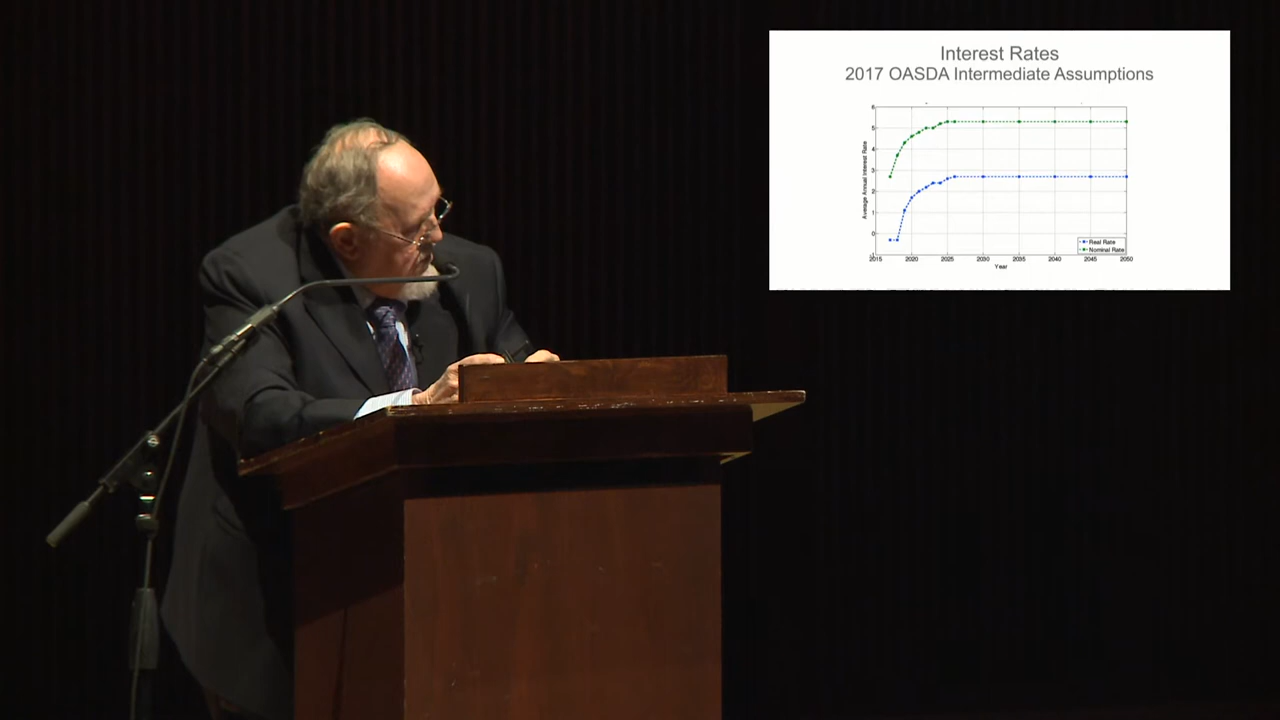 Interest Rates
2017 OASDA Intermediate Assumptions
6
5
4
3
2
1
0
-1
Average Annual Interest Rate
2015 2020 2025 2030 2035 2040 2045 2050
Year
Real Rate
Nominal Rate